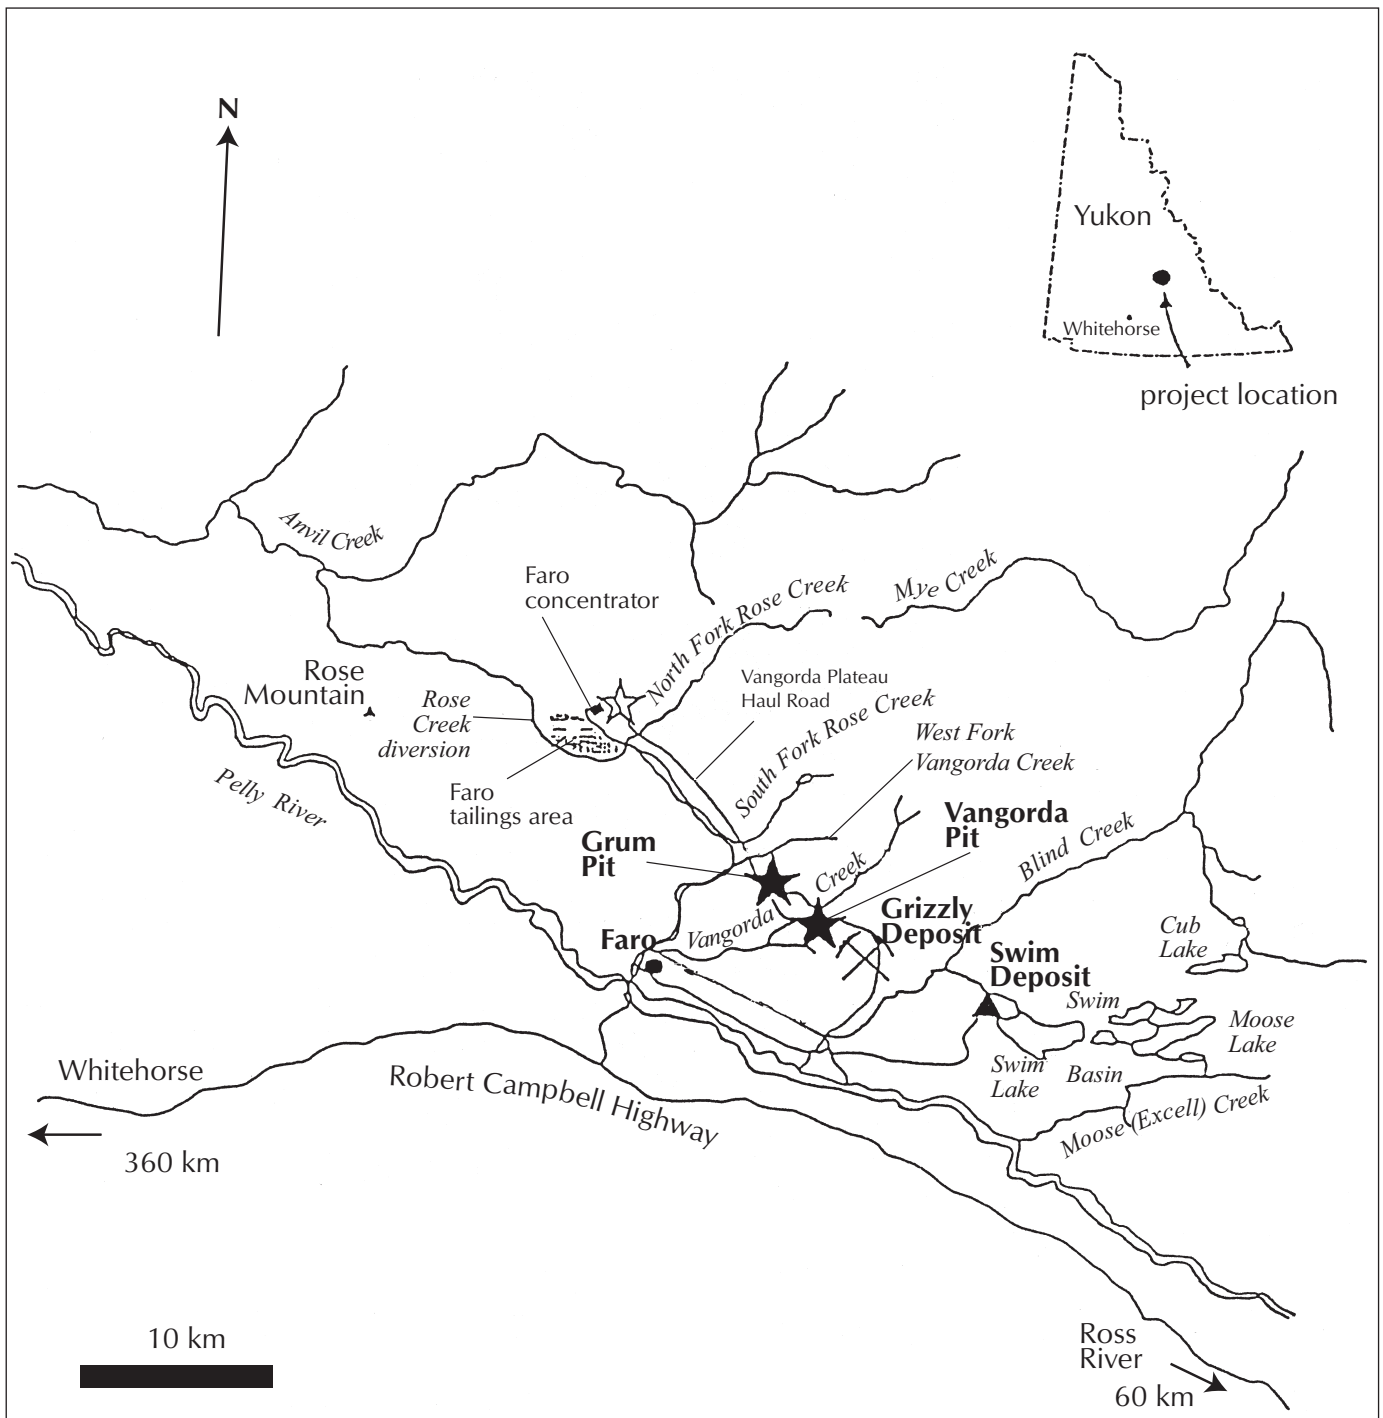 N
Yukon
Whitehorse
project location
Anvil Creek
Faro
concentrator
North Fork Rose Creek
Mye Creek
Rose
Mountain
Rose
Creek
diversion
Vangorda Plateau
Haul Road
South Fork Rose Creek
West Fork
Vangorda Creek
Pelly River
Faro
tailings area
Grum
Pit
Vangorda
Pit
Blind Creek
Vangorda Creek
Grizzly
Deposit
Faro
Swim
Deposit
Cub
Lake
Swim
Moose
Lake
Swim
Lake
Basin
Whitehorse
Robert Campbell Highway
Moose (Excell) Creek
360 km
10 km
Ross
River
60 km